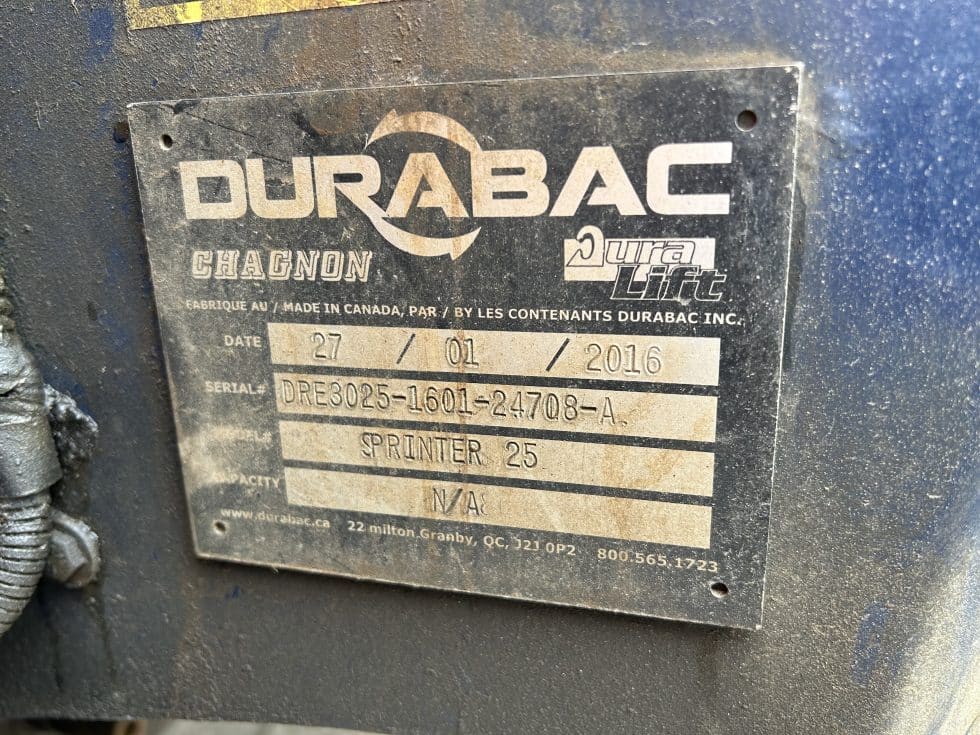 DURABAC
CHAGNON
Dura Lift
FABRIQUE AU / MADE IN CANADA, PAR / BY LES CONTENANTS DURABAC INC.
DATE 27 / 01 / 2016
SERIAL# DRE3025-1601-24708-A
SPRINTER 25
CAPACITY N/A
www.durabac.ca 22 milton Granby, QC, J2J 0P2 800.565.1723